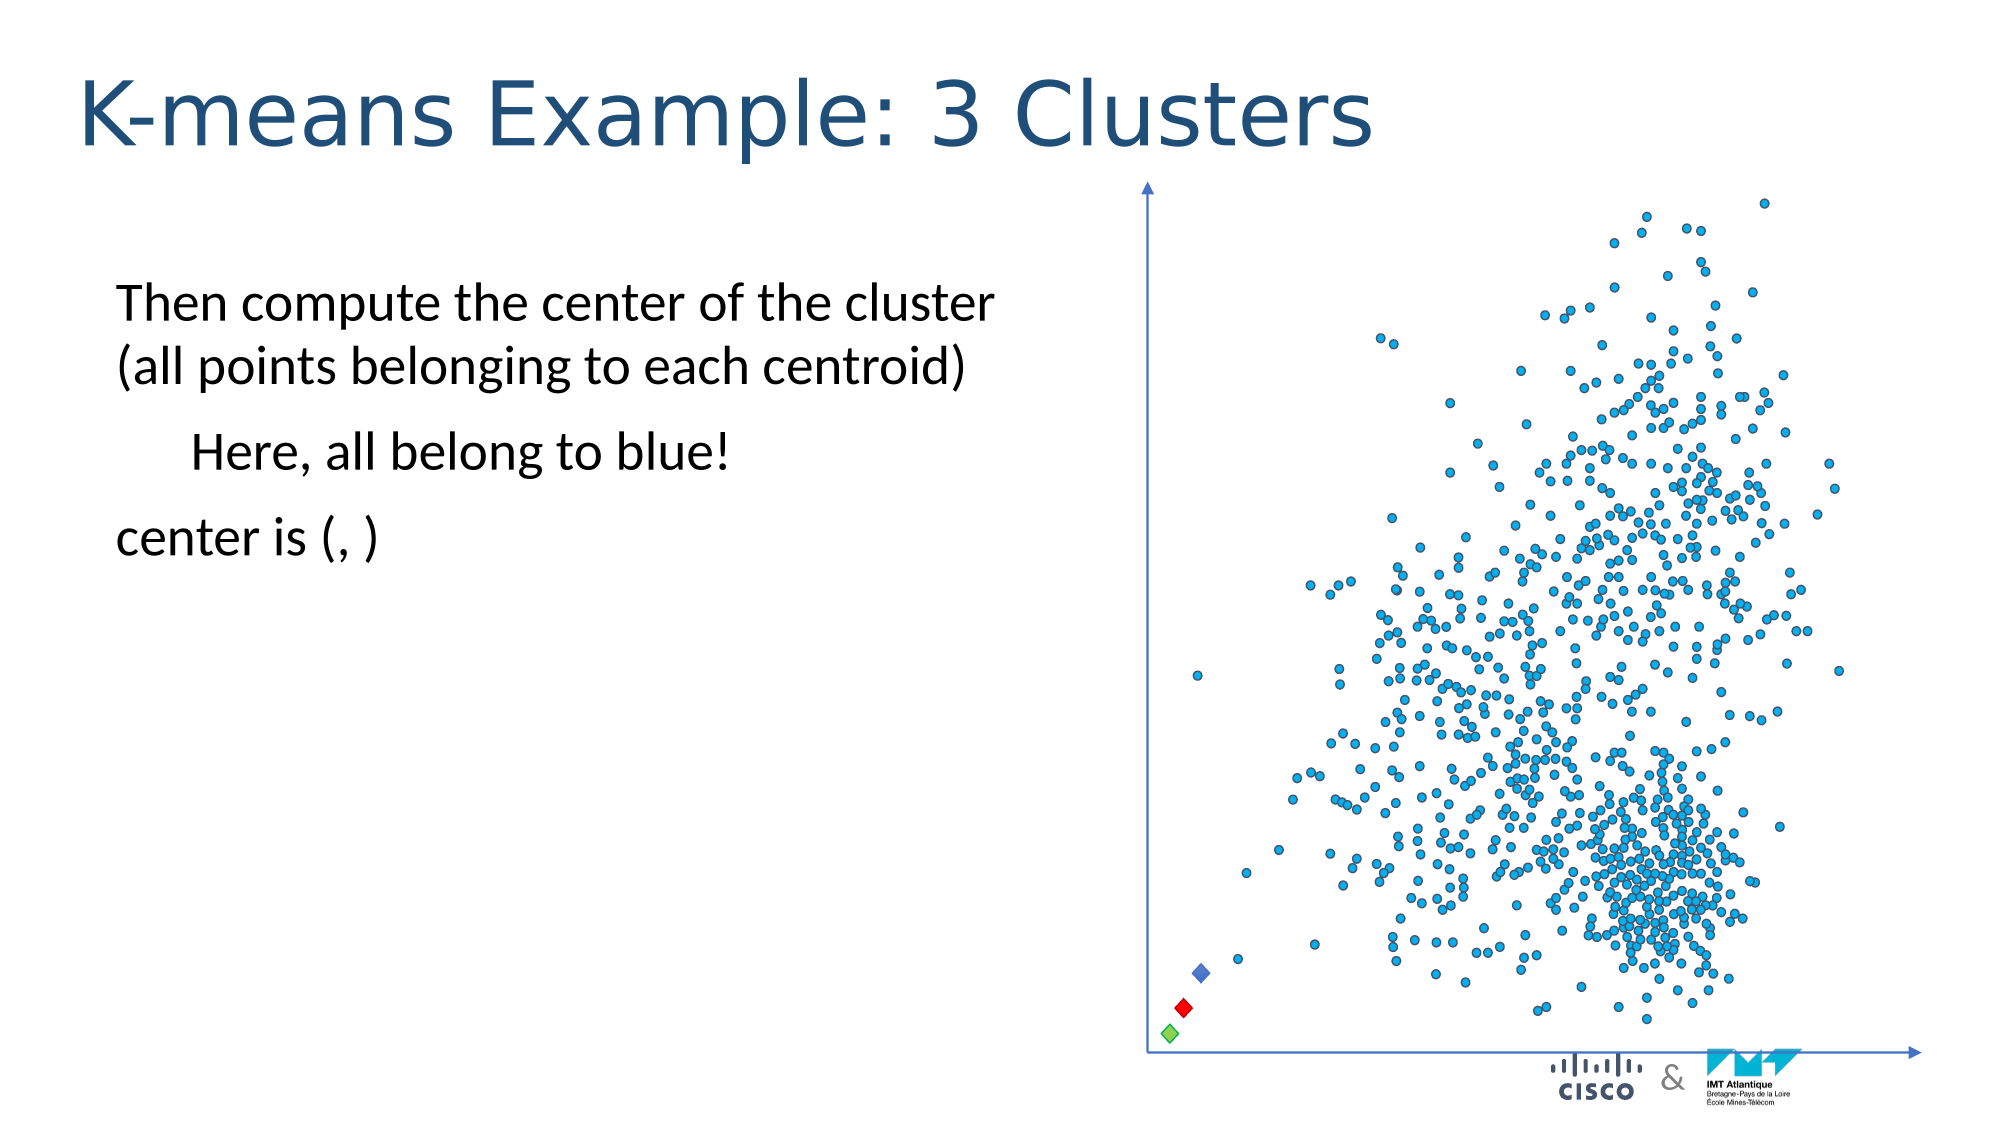 K-means Example: 3 Clusters
Then compute the center of the cluster
(all points belonging to each centroid)
Here, all belong to blue!
center is (, )
CISCO
&
IMT Atlantique
Bretagne-Pays de la Loire
École Mines-Télécom